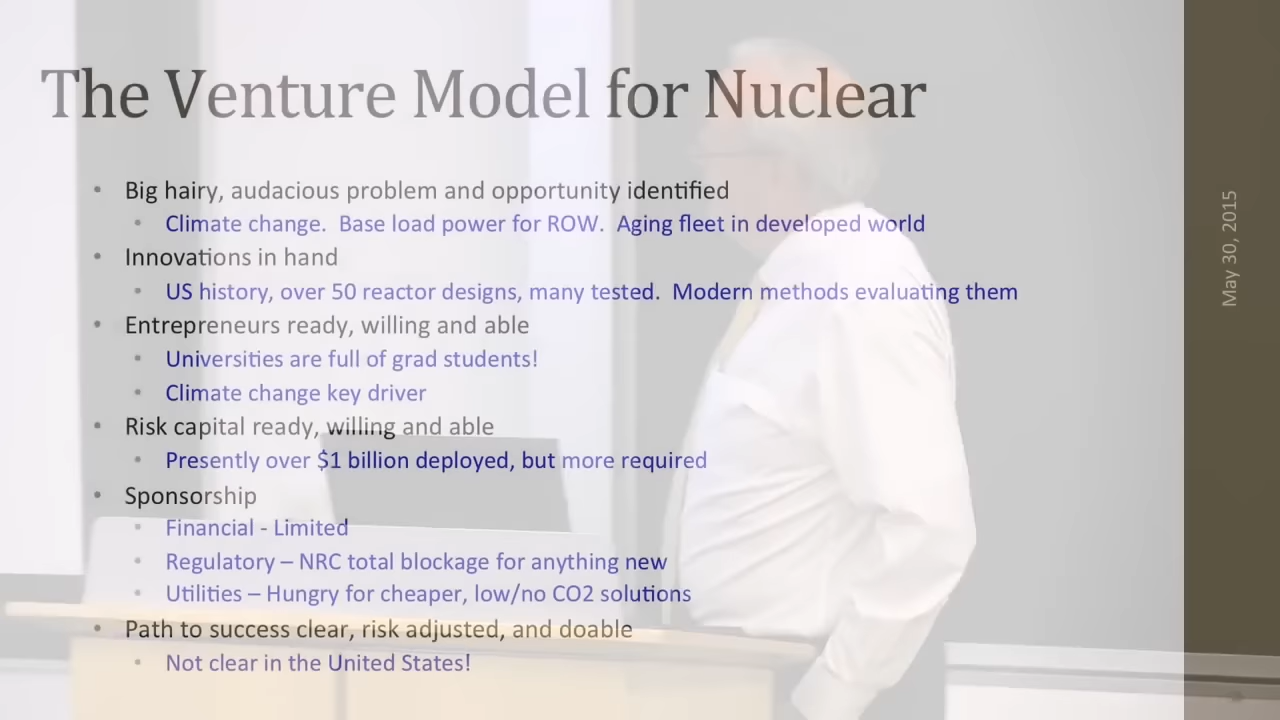 The Venture Model for Nuclear
• Big hairy, audacious problem and opportunity identified
• Climate change. Base load power for ROW. Aging fleet in developed world
• Innovations in hand
• US history, over 50 reactor designs, many tested. Modern methods evaluating them
• Entrepreneurs ready, willing and able
• Universities are full of grad students!
• Climate change key driver
• Risk capital ready, willing and able
• Presently over $1 billion deployed, but more required
• Sponsorship
• Financial - Limited
• Regulatory – NRC total blockage for anything new
• Utilities – Hungry for cheaper, low/no CO2 solutions
• Path to success clear, risk adjusted, and doable
• Not clear in the United States!
May 30, 2015